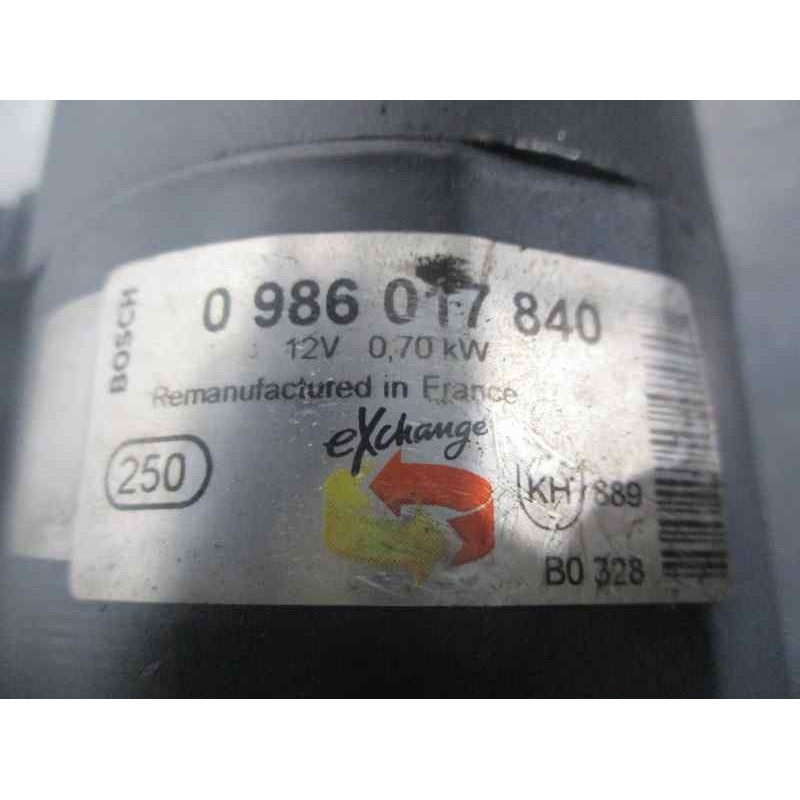 BOSCH
0 986 017 840
12V 0,70 kW
Remanufactured in France
eXchange
250
KH 889
B0 328